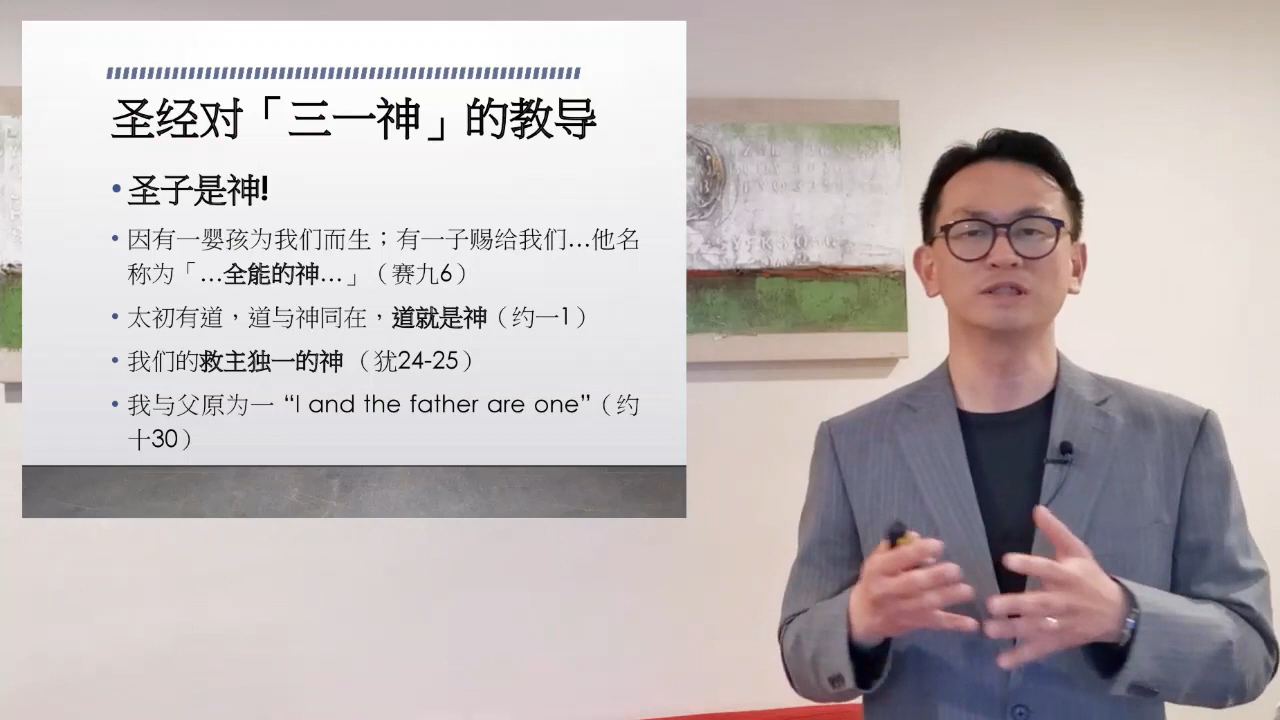 圣经对「三一神」的教导
• 圣子是神!
• 因有一婴孩为我们而生；有一子赐给我们…他名
称为「…全能的神…」（赛九6）
• 太初有道，道与神同在，道就是神（约一1）
• 我们的救主独一的神 （犹24-25）
• 我与父原为一 “I and the father are one”（约
十30）